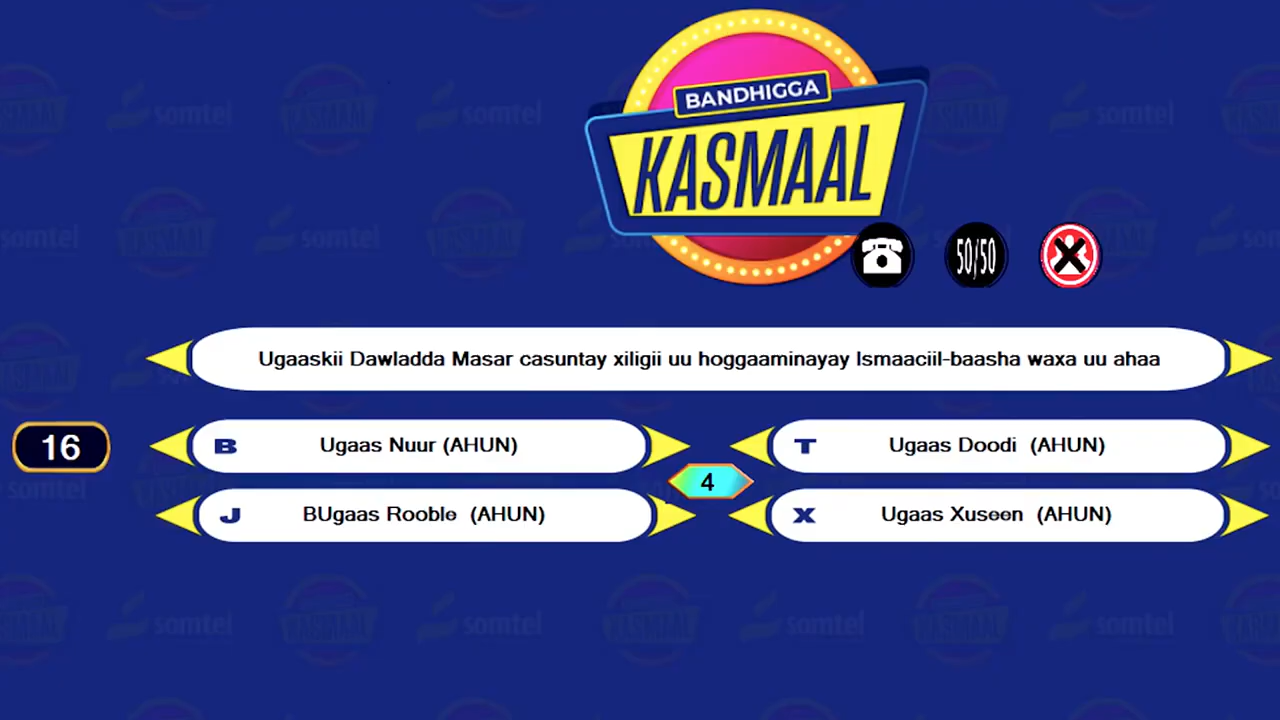 BANDHIGGA
KASMAAL
50/50
Ugaaskii Dawladda Masar casuntay xiligii uu hoggaaminayay Ismaaciil-baasha waxa uu ahaa
16
B Ugaas Nuur (AHUN)
T Ugaas Doodi (AHUN)
4
J BUgaas Rooble (AHUN)
X Ugaas Xuseen (AHUN)
somtel